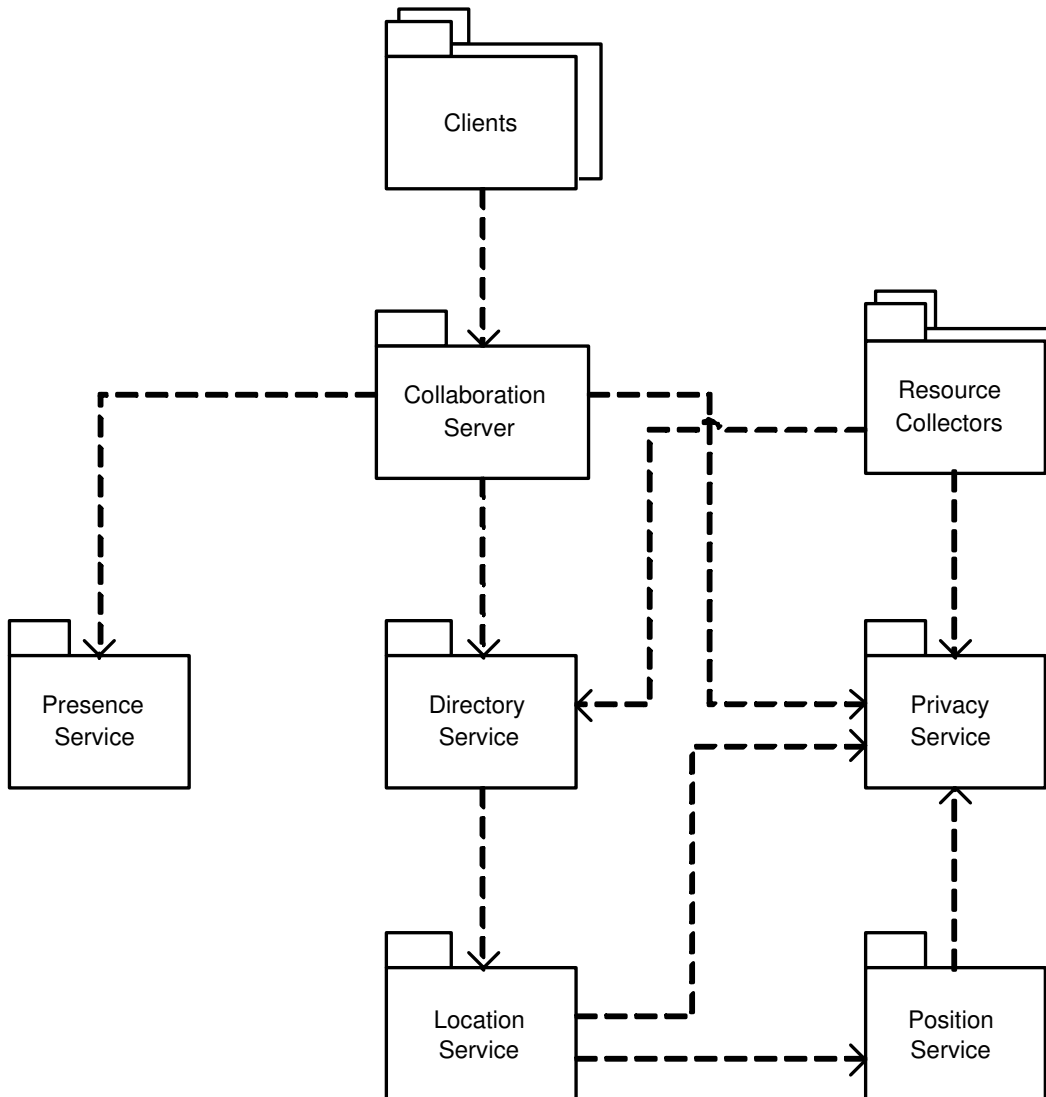 Clients
Collaboration
Server
Resource
Collectors
Presence
Service
Directory
Service
Privacy
Service
Location
Service
Position
Service